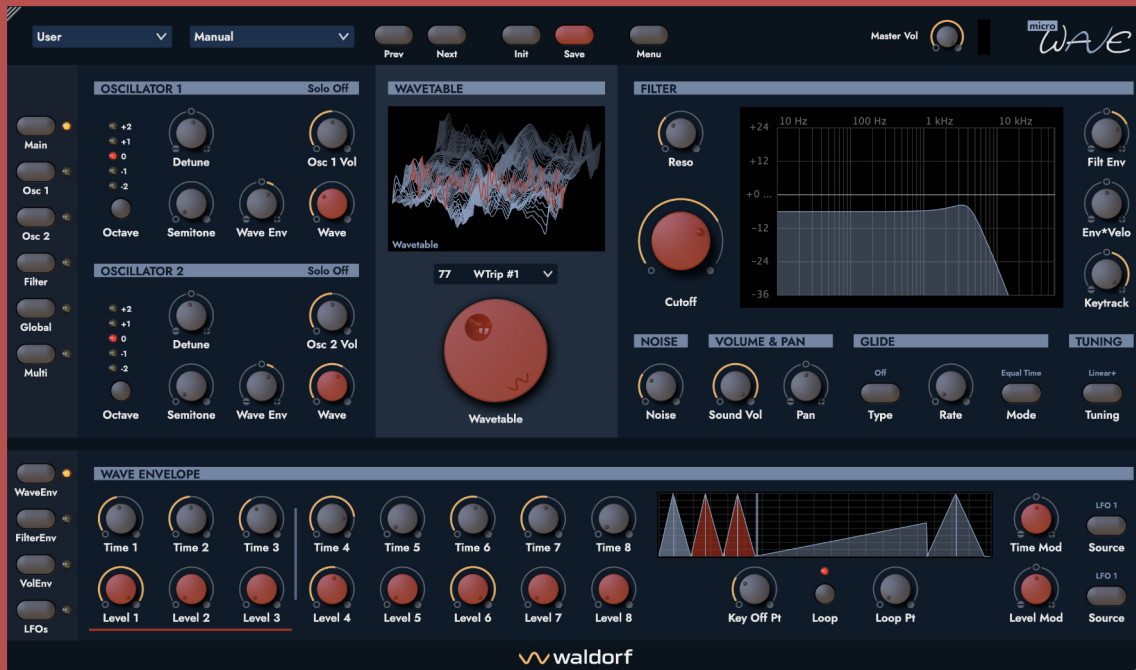 User
Manual
Prev
Next
Init
Save
Menu
Master Vol
micro
WAVE
Main
Osc 1
Osc 2
Filter
Global
Multi
OSCILLATOR 1
Solo Off
+2
+1
0
-1
-2
Detune
Osc 1 Vol
Octave
Semitone
Wave Env
Wave
OSCILLATOR 2
Solo Off
+2
+1
0
-1
-2
Detune
Osc 2 Vol
Octave
Semitone
Wave Env
Wave
WAVETABLE
Wavetable
77 WTrip #1
Wavetable
FILTER
Reso
Cutoff
10 Hz 100 Hz 1 kHz 10 kHz
+24
+12
+0 ...
-12
-24
-36
Filt Env
Env*Velo
Keytrack
NOISE
Noise
VOLUME & PAN
Sound Vol
Pan
GLIDE
Off
Type
Rate
Equal Time
Mode
TUNING
Linear+
Tuning
WaveEnv
FilterEnv
VolEnv
LFOs
WAVE ENVELOPE
Time 1 Time 2 Time 3 Time 4 Time 5 Time 6 Time 7 Time 8
Level 1 Level 2 Level 3 Level 4 Level 5 Level 6 Level 7 Level 8
Key Off Pt
Loop
Loop Pt
Time Mod
LFO 1
Source
Level Mod
LFO 1
Source
waldorf